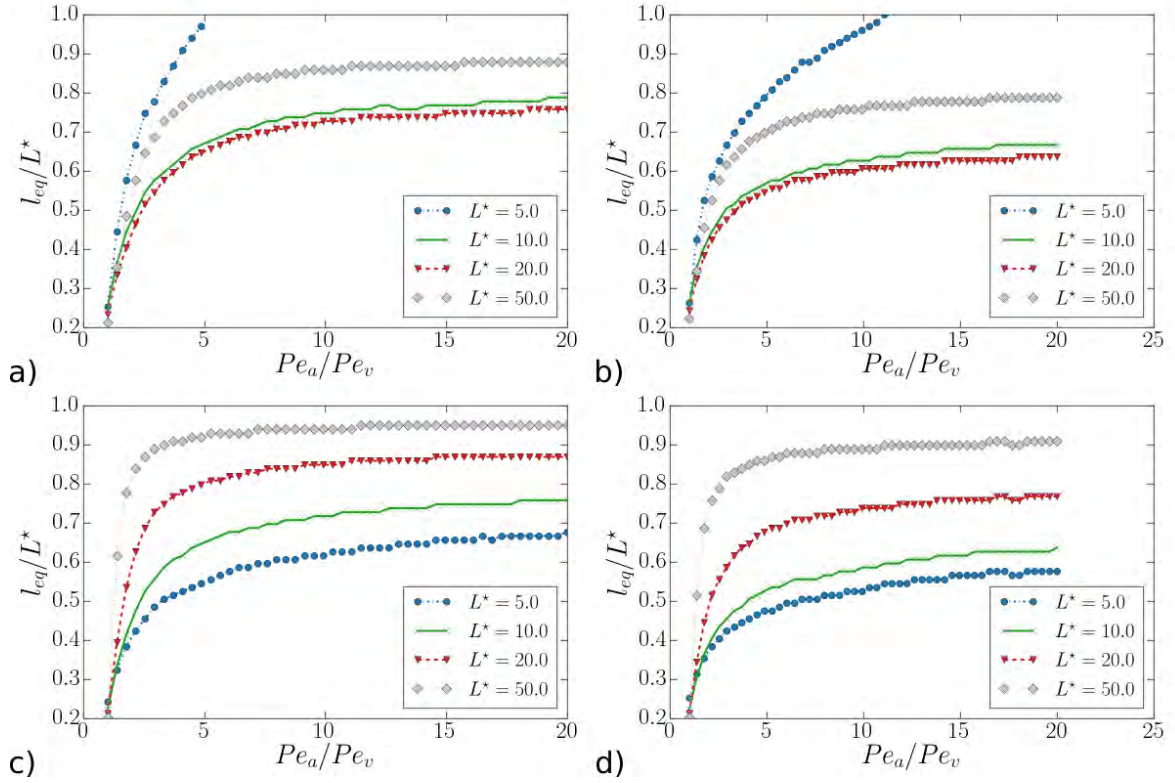 1.0
0.9
0.8
0.7
0.6
0.5
0.4
0.3
0.2
l_eq/L⋆
5
10
15
20
Pe_a/Pe_v
L⋆ = 5.0
L⋆ = 10.0
L⋆ = 20.0
L⋆ = 50.0
a)
1.0
0.9
0.8
0.7
0.6
0.5
0.4
0.3
0.2
l_eq/L⋆
5
10
15
20
25
Pe_a/Pe_v
L⋆ = 5.0
L⋆ = 10.0
L⋆ = 20.0
L⋆ = 50.0
b)
1.0
0.9
0.8
0.7
0.6
0.5
0.4
0.3
0.2
l_eq/L⋆
5
10
15
20
Pe_a/Pe_v
L⋆ = 5.0
L⋆ = 10.0
L⋆ = 20.0
L⋆ = 50.0
c)
1.0
0.9
0.8
0.7
0.6
0.5
0.4
0.3
0.2
l_eq/L⋆
5
10
15
20
25
Pe_a/Pe_v
L⋆ = 5.0
L⋆ = 10.0
L⋆ = 20.0
L⋆ = 50.0
d)